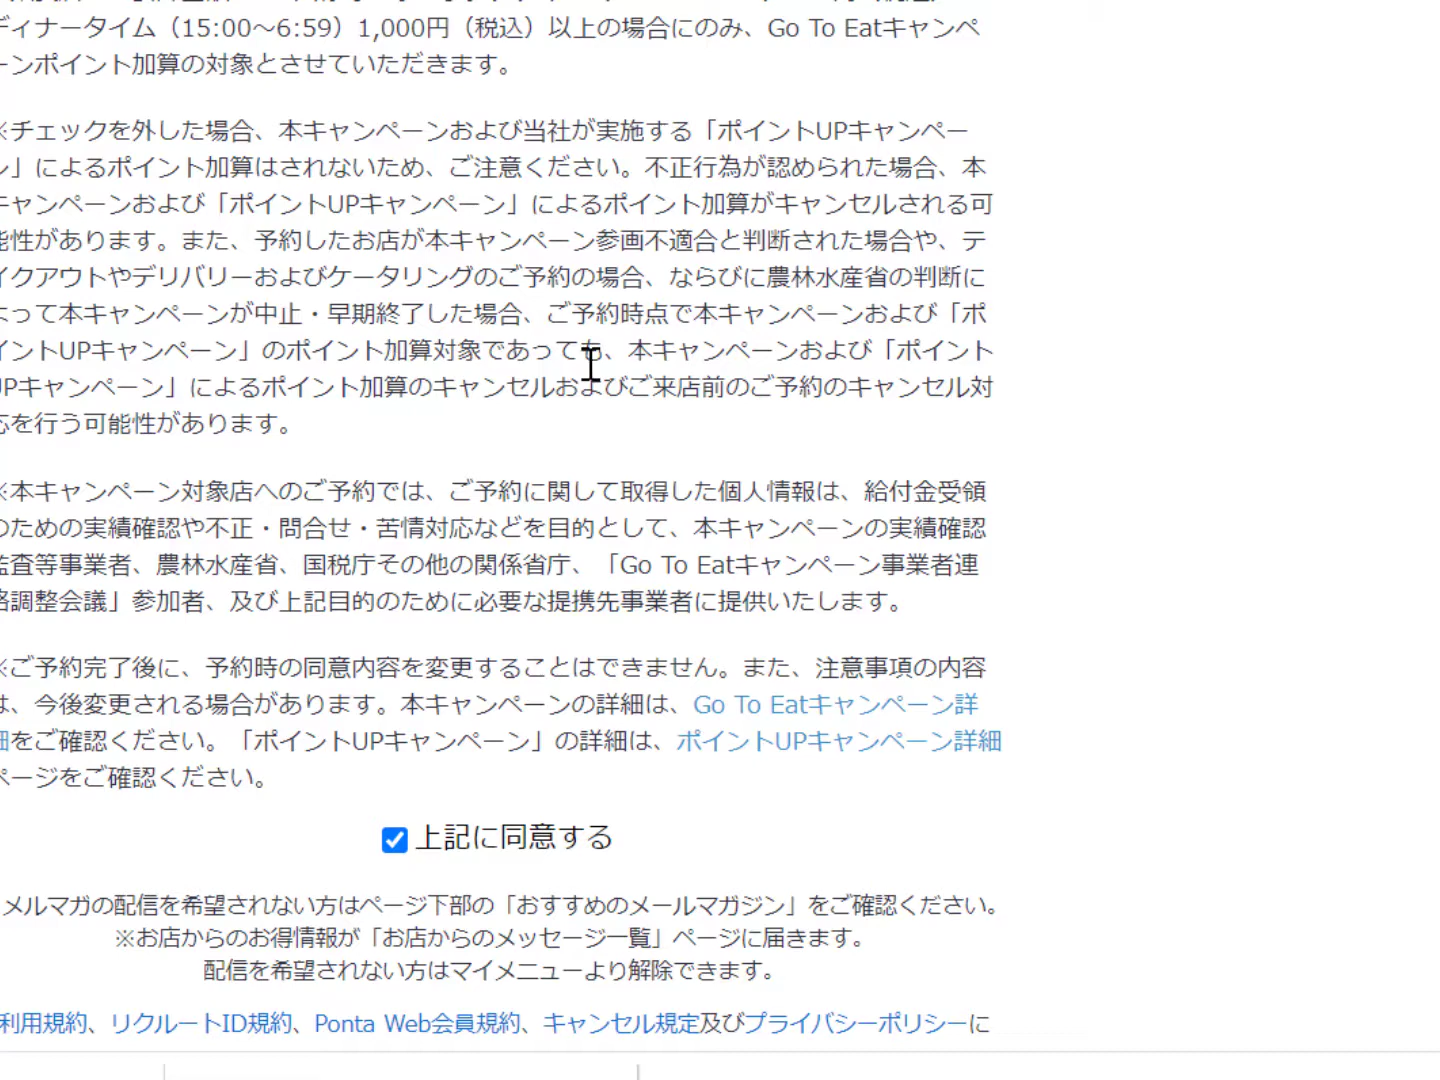 ディナータイム（15:00～6:59）1,000円（税込）以上の場合にのみ、Go To Eatキャンペ
ーンポイント加算の対象とさせていただきます。
※チェックを外した場合、本キャンペーンおよび当社が実施する「ポイントUPキャンペー
ン」によるポイント加算はされないため、ご注意ください。不正行為が認められた場合、本
キャンペーンおよび「ポイントUPキャンペーン」によるポイント加算がキャンセルされる可
能性があります。また、予約したお店が本キャンペーン参画不適合と判断された場合や、テ
イクアウトやデリバリーおよびケータリングのご予約の場合、ならびに農林水産省の判断に
よって本キャンペーンが中止・早期終了した場合、ご予約時点で本キャンペーンおよび「ポ
イントUPキャンペーン」のポイント加算対象であっても、本キャンペーンおよび「ポイント
UPキャンペーン」によるポイント加算のキャンセルおよびご来店前のご予約のキャンセル対
応を行う可能性があります。
※本キャンペーン対象店へのご予約では、ご予約に関して取得した個人情報は、給付金受領
のための実績確認や不正・問合せ・苦情対応などを目的として、本キャンペーンの実績確認
監査等事業者、農林水産省、国税庁その他の関係省庁、「Go To Eatキャンペーン事業者連
絡調整会議」参加者、及び上記目的のために必要な提携先事業者に提供いたします。
※ご予約完了後に、予約時の同意内容を変更することはできません。また、注意事項の内容
は、今後変更される場合があります。本キャンペーンの詳細は、Go To Eatキャンペーン詳
細をご確認ください。「ポイントUPキャンペーン」の詳細は、ポイントUPキャンペーン詳細
ページをご確認ください。
上記に同意する
メルマガの配信を希望されない方はページ下部の「おすすめのメールマガジン」をご確認ください。
※お店からのお得情報が「お店からのメッセージ一覧」ページに届きます。
配信を希望されない方はマイメニューより解除できます。
利用規約、リクルートID規約、Ponta Web会員規約、キャンセル規定及びプライバシーポリシーに